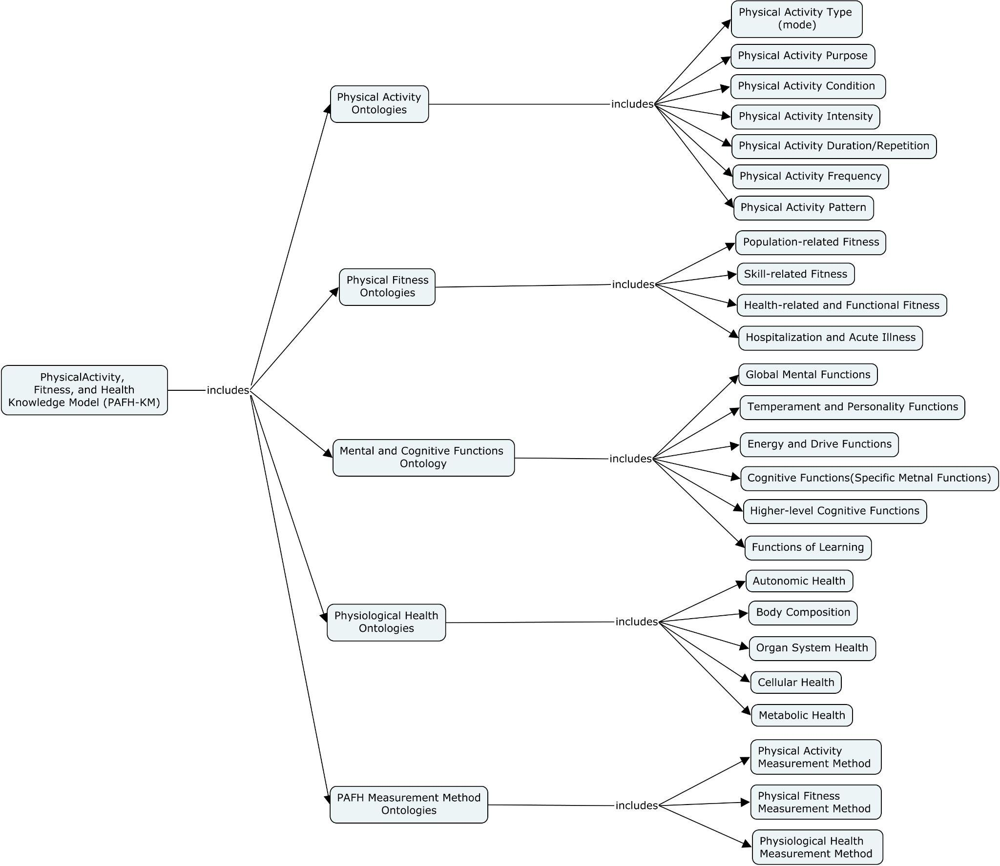 PhysicalActivity,
Fitness, and Health
Knowledge Model (PAFH-KM)
includes
Physical Activity
Ontologies
includes
Physical Activity Type
(mode)
Physical Activity Purpose
Physical Activity Condition
Physical Activity Intensity
Physical Activity Duration/Repetition
Physical Activity Frequency
Physical Activity Pattern
Physical Fitness
Ontologies
includes
Population-related Fitness
Skill-related Fitness
Health-related and Functional Fitness
Hospitalization and Acute Illness
Mental and Cognitive Functions
Ontology
includes
Global Mental Functions
Temperament and Personality Functions
Energy and Drive Functions
Cognitive Functions(Specific Metnal Functions)
Higher-level Cognitive Functions
Functions of Learning
Physiological Health
Ontologies
includes
Autonomic Health
Body Composition
Organ System Health
Cellular Health
Metabolic Health
PAFH Measurement Method
Ontologies
includes
Physical Activity
Measurement Method
Physical Fitness
Measurement Method
Physiological Health
Measurement Method